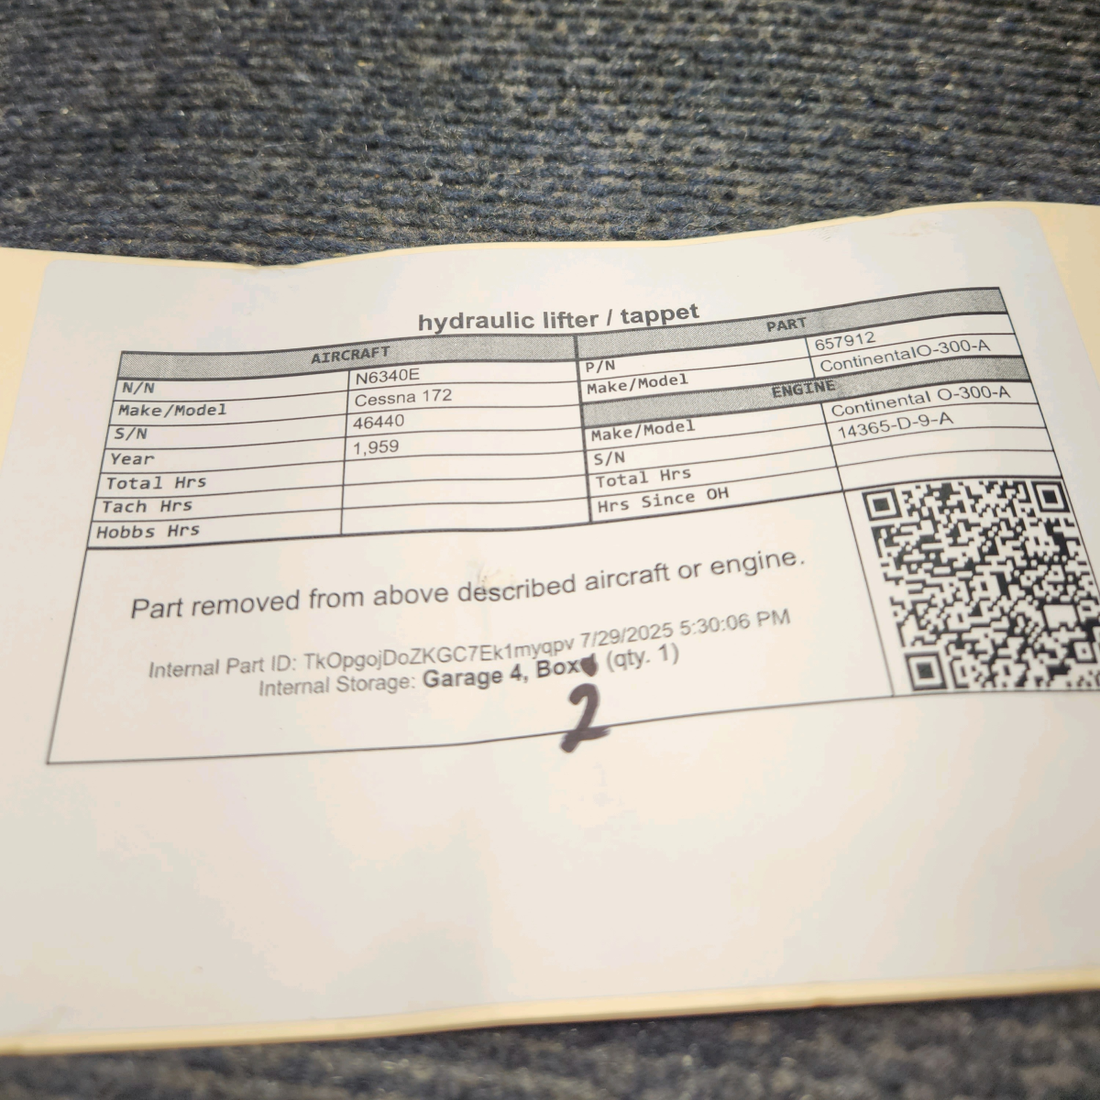 hydraulic lifter / tappet
AIRCRAFT
N/N N6340E
Make/Model Cessna 172
S/N 46440
Year 1,959
Total Hrs
Tach Hrs
Hobbs Hrs
PART
P/N 657912
Make/Model ContinentalO-300-A
ENGINE
Make/Model Continental O-300-A
S/N 14365-D-9-A
Total Hrs
Hrs Since OH
Part removed from above described aircraft or engine.
Internal Part ID: TkOpgojDoZKGC7Ek1myqpv 7/29/2025 5:30:06 PM
Internal Storage: Garage 4, Box (qty. 1)
2